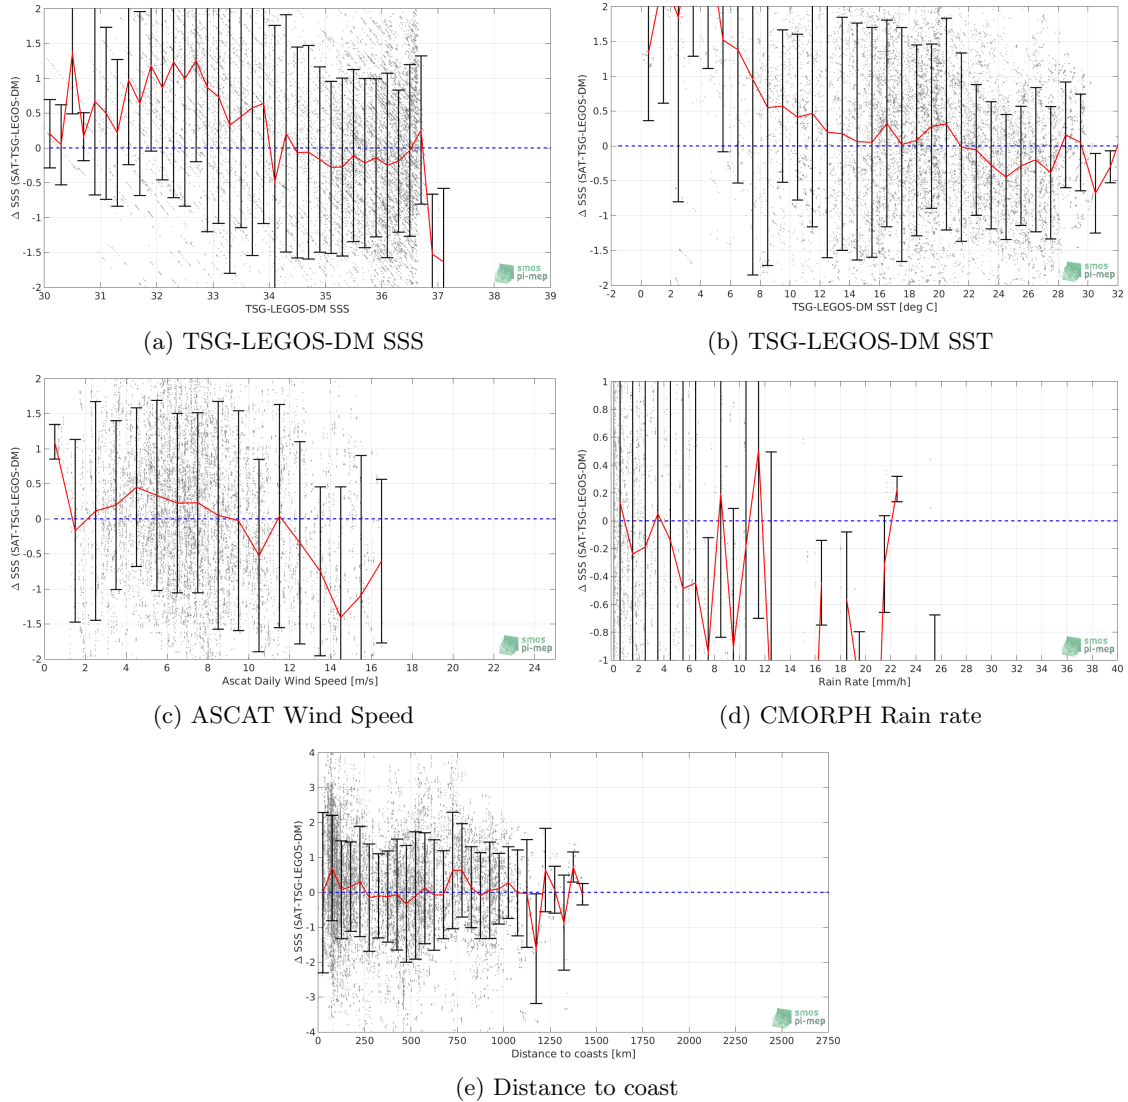 2
1.5
1
0.5
0
-0.5
-1
-1.5
-2
Δ SSS (SAT-TSG-LEGOS-DM)
30 31 32 33 34 35 36 37 38 39
TSG-LEGOS-DM SSS
smos
pi-mep
(a) TSG-LEGOS-DM SSS
2
1.5
1
0.5
0
-0.5
-1
-1.5
-2
Δ SSS (SAT-TSG-LEGOS-DM)
-2 0 2 4 6 8 10 12 14 16 18 20 22 24 26 28 30 32
TSG-LEGOS-DM SST [deg C]
smos
pi-mep
(b) TSG-LEGOS-DM SST
2
1.5
1
0.5
0
-0.5
-1
-1.5
-2
Δ SSS (SAT-TSG-LEGOS-DM)
0 2 4 6 8 10 12 14 16 18 20 22 24
Ascat Daily Wind Speed [m/s]
smos
pi-mep
(c) ASCAT Wind Speed
1
0.8
0.6
0.4
0.2
0
-0.2
-0.4
-0.6
-0.8
-1
Δ SSS (SAT-TSG-LEGOS-DM)
0 2 4 6 8 10 12 14 16 18 20 22 24 26 28 30 32 34 36 38 40
Rain Rate [mm/h]
smos
pi-mep
(d) CMORPH Rain rate
4
3
2
1
0
-1
-2
-3
-4
Δ SSS (SAT-TSG-LEGOS-DM)
0 250 500 750 1000 1250 1500 1750 2000 2250 2500 2750
Distance to coasts [km]
smos
pi-mep
(e) Distance to coast